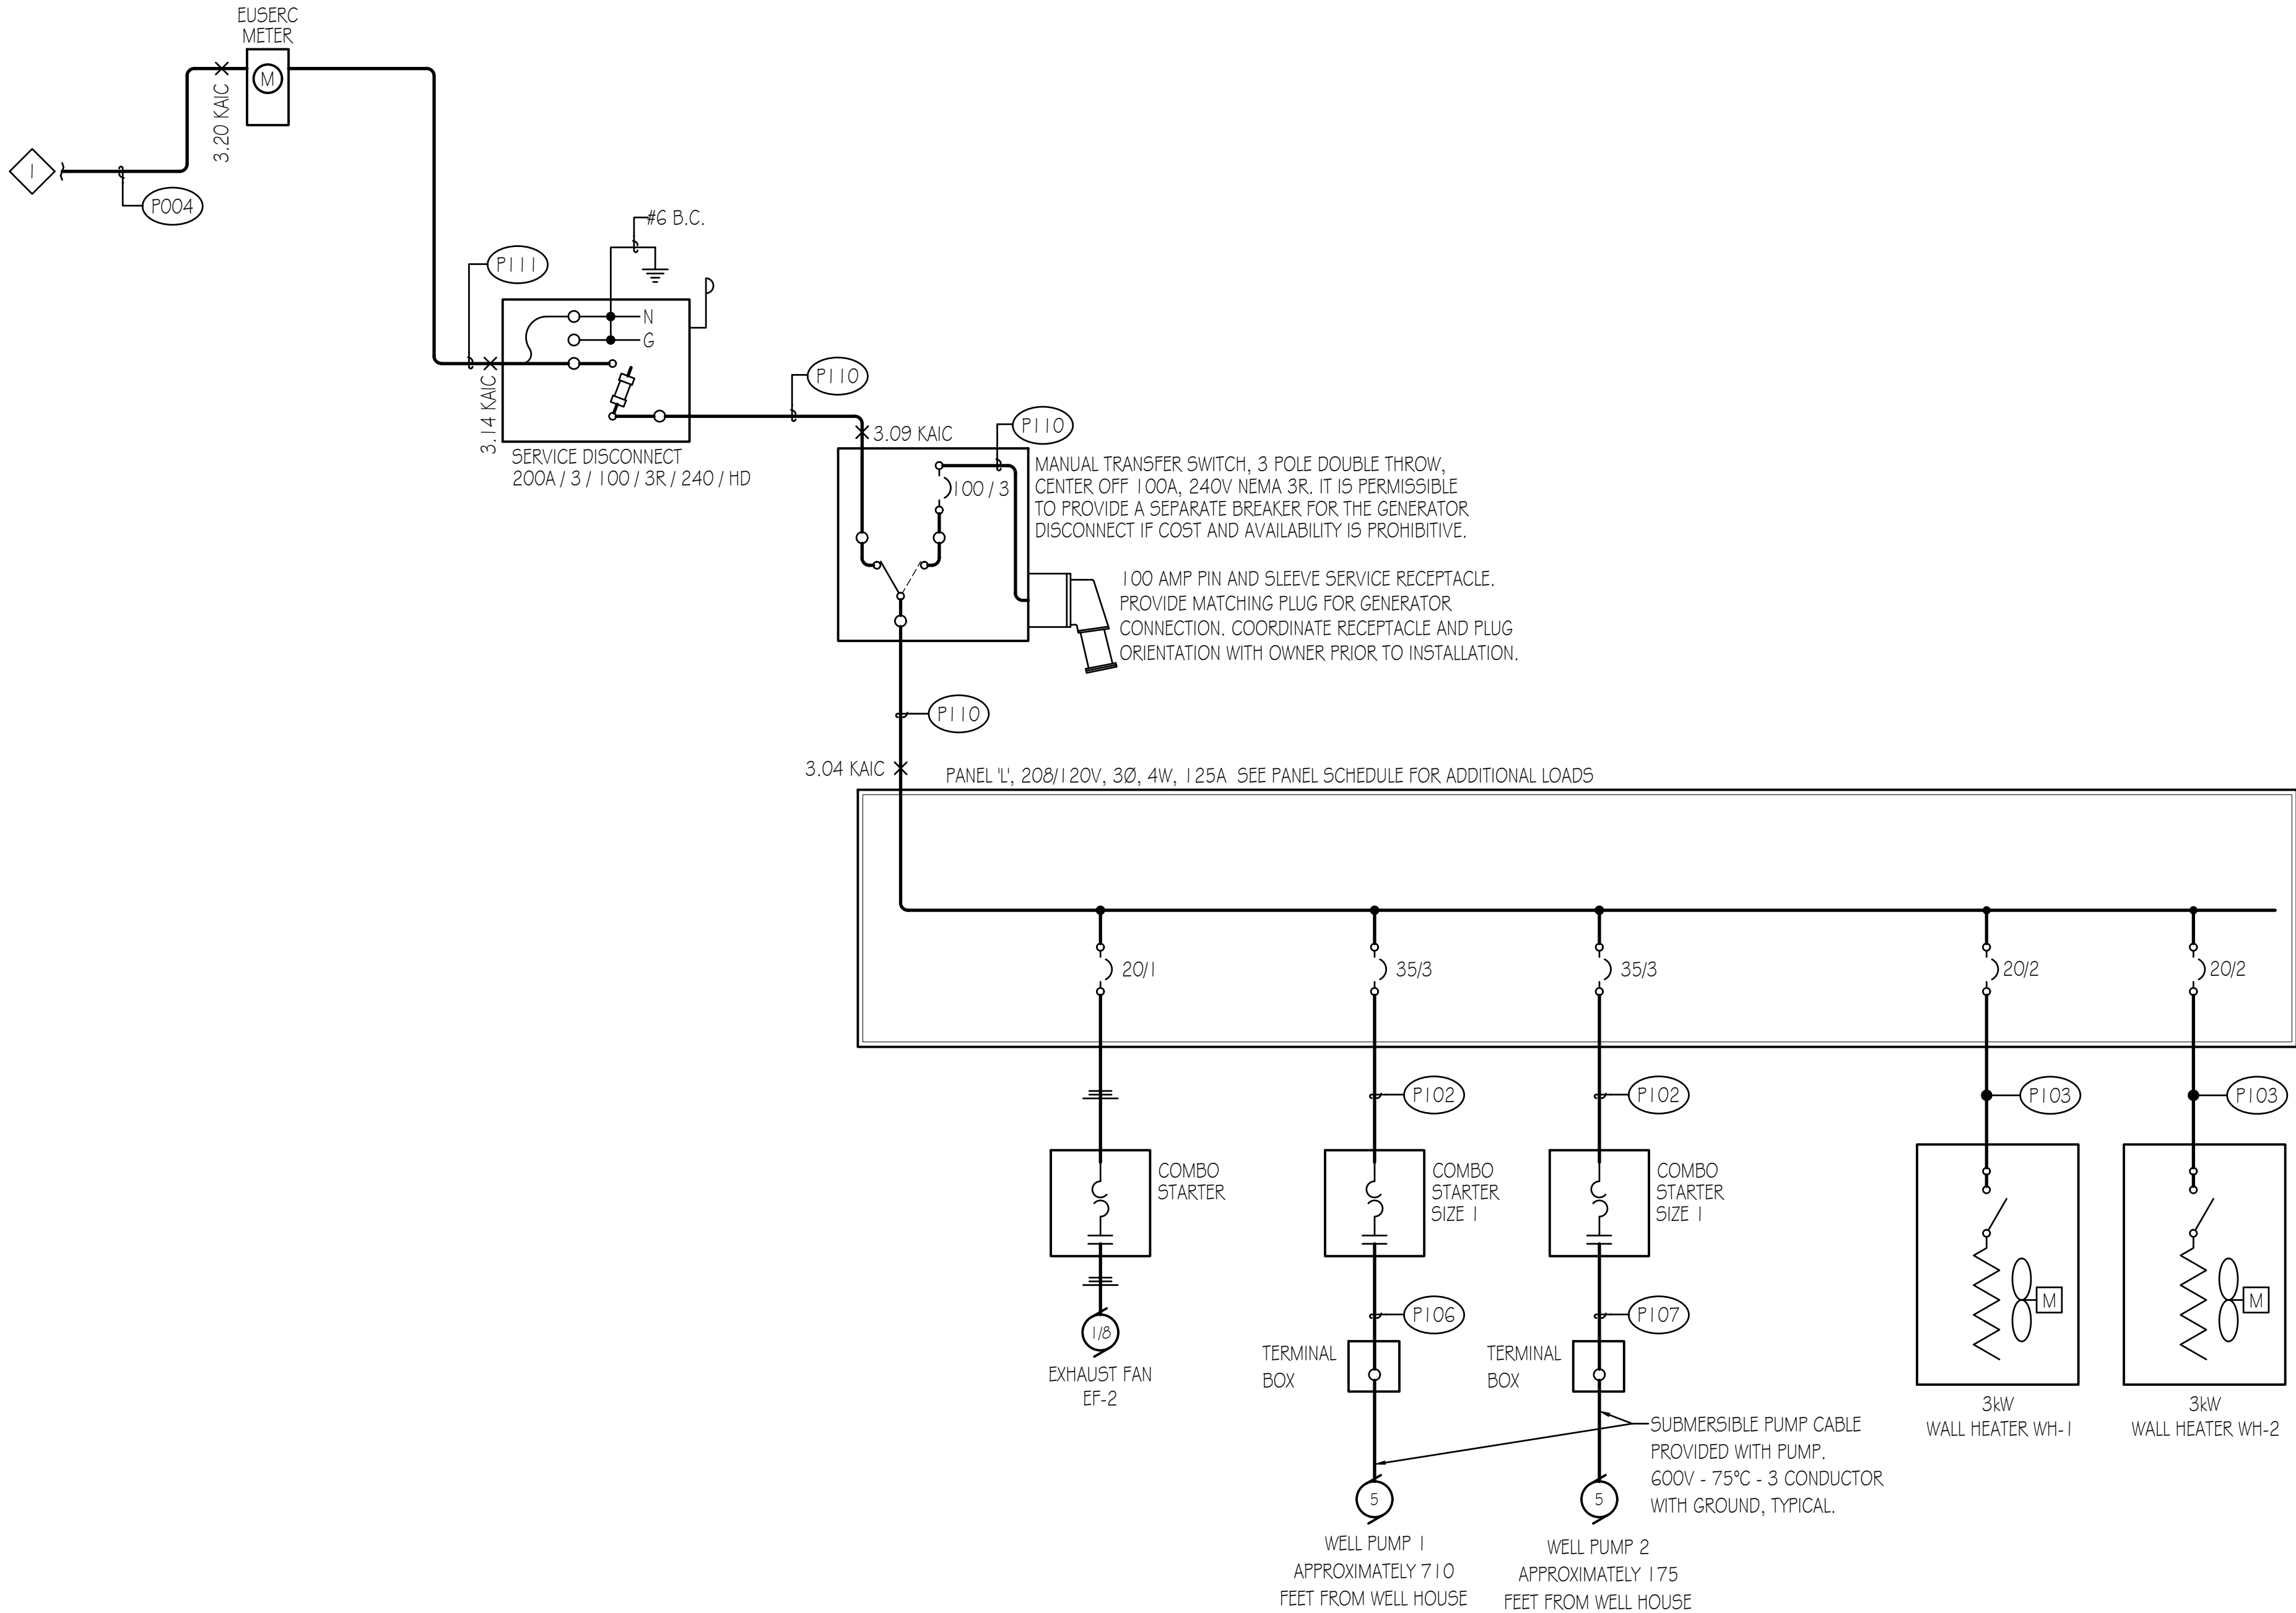 EUSERC
METER
M
3.20 KAIC
1
P004
#6 B.C.
P111
N
G
3.14 KAIC
SERVICE DISCONNECT
200A / 3 / 100 / 3R / 240 / HD
P110
3.09 KAIC
P110
100 / 3
MANUAL TRANSFER SWITCH, 3 POLE DOUBLE THROW,
CENTER OFF 100A, 240V NEMA 3R. IT IS PERMISSIBLE
TO PROVIDE A SEPARATE BREAKER FOR THE GENERATOR
DISCONNECT IF COST AND AVAILABILITY IS PROHIBITIVE.
100 AMP PIN AND SLEEVE SERVICE RECEPTACLE.
PROVIDE MATCHING PLUG FOR GENERATOR
CONNECTION. COORDINATE RECEPTACLE AND PLUG
ORIENTATION WITH OWNER PRIOR TO INSTALLATION.
P110
3.04 KAIC
PANEL 'L', 208/120V, 3Ø, 4W, 125A SEE PANEL SCHEDULE FOR ADDITIONAL LOADS
20/1
35/3
35/3
20/2
20/2
P102
P102
P103
P103
COMBO
STARTER
COMBO
STARTER
SIZE 1
COMBO
STARTER
SIZE 1
M
M
P106
P107
1/8
EXHAUST FAN
EF-2
TERMINAL
BOX
TERMINAL
BOX
3kW
WALL HEATER WH-1
3kW
WALL HEATER WH-2
SUBMERSIBLE PUMP CABLE
PROVIDED WITH PUMP.
600V - 75°C - 3 CONDUCTOR
WITH GROUND, TYPICAL.
5
5
WELL PUMP 1
APPROXIMATELY 710
FEET FROM WELL HOUSE
WELL PUMP 2
APPROXIMATELY 175
FEET FROM WELL HOUSE